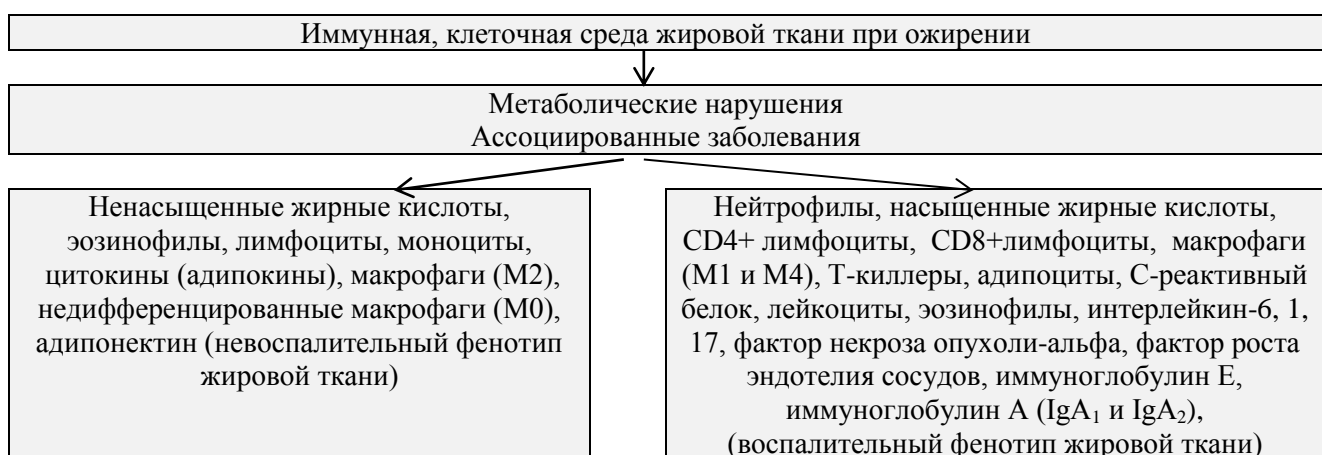 Иммунная, клеточная среда жировой ткани при ожирении
Метаболические нарушения
Ассоциированные заболевания
Ненасыщенные жирные кислоты,
эозинофилы, лимфоциты, моноциты,
цитокины (адипокины), макрофаги (М2),
недифференцированные макрофаги (М0),
адипонектин (невоспалительный фенотип
жировой ткани)
Нейтрофилы, насыщенные жирные кислоты,
CD4+ лимфоциты, CD8+лимфоциты, макрофаги
(М1 и М4), Т-киллеры, адипоциты, С-реактивный
белок, лейкоциты, эозинофилы, интерлейкин-6, 1,
17, фактор некроза опухоли-альфа, фактор роста
эндотелия сосудов, иммуноглобулин Е,
иммуноглобулин А (IgA₁ и IgA₂),
(воспалительный фенотип жировой ткани)